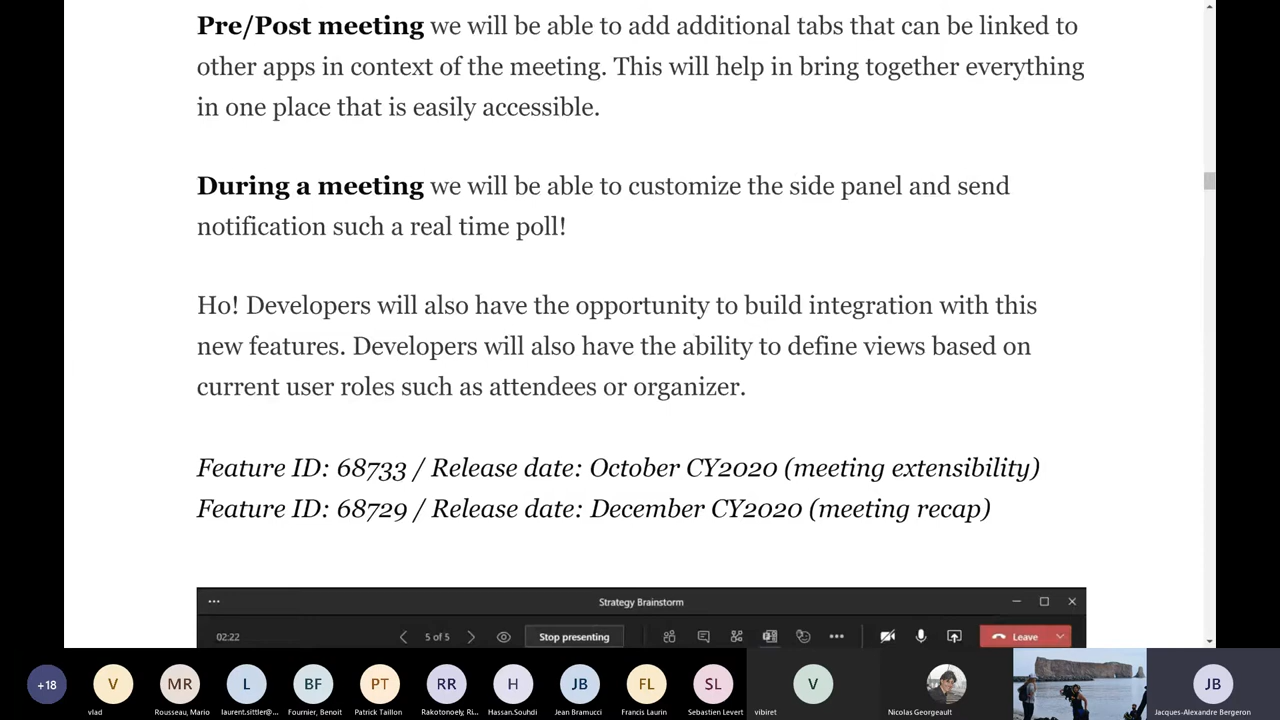 Pre/Post meeting we will be able to add additional tabs that can be linked to
other apps in context of the meeting. This will help in bring together everything
in one place that is easily accessible.
During a meeting we will be able to customize the side panel and send
notification such a real time poll!
Ho! Developers will also have the opportunity to build integration with this
new features. Developers will also have the ability to define views based on
current user roles such as attendees or organizer.
Feature ID: 68733 / Release date: October CY2020 (meeting extensibility)
Feature ID: 68729 / Release date: December CY2020 (meeting recap)
Strategy Brainstorm
02:22 5 of 5 Stop presenting Leave
+18 V MR L BF PT RR H JB FL SL V JB
vlad Rousseau, Mario laurent.sittler@... Fournier, Benoit Patrick Taillon Rakotonoely, Ri... Hassan.Souhdi Jean Bramucci Francis Laurin Sebastien Levert vibiret Nicolas Georgeault Jacques-Alexandre Bergeron